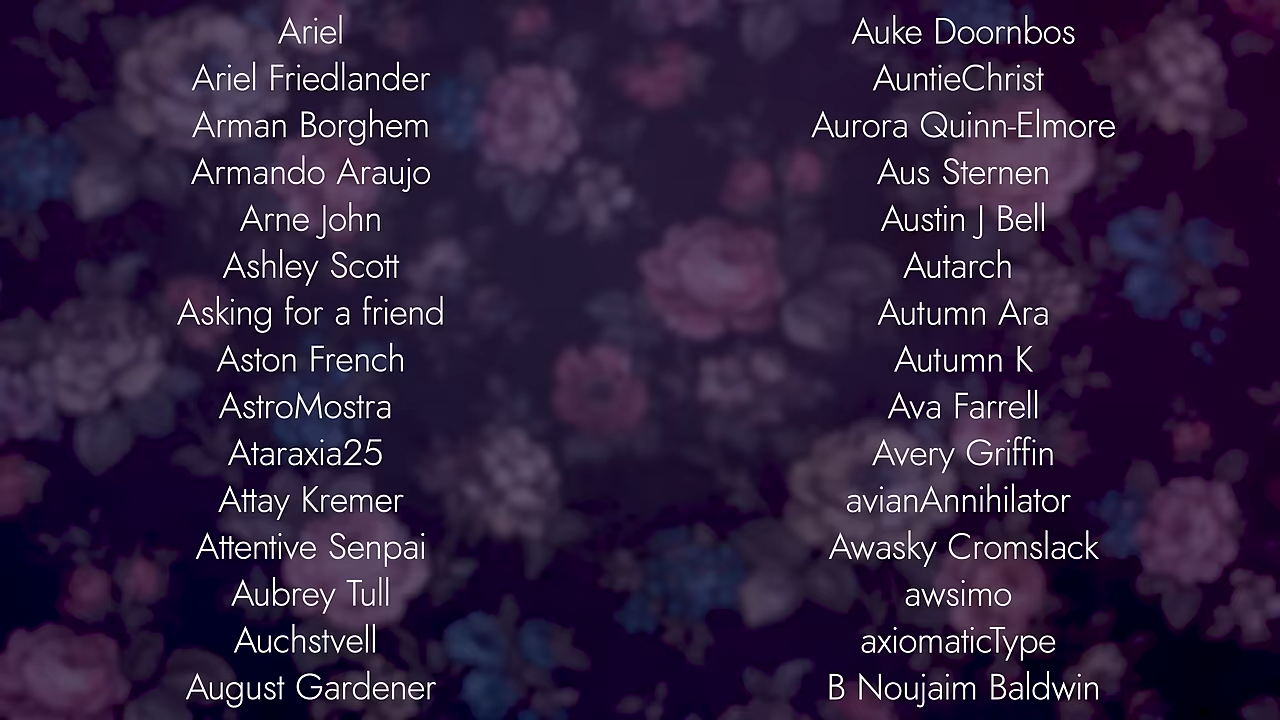 Ariel
Ariel Friedlander
Arman Borghem
Armando Araujo
Arne John
Ashley Scott
Asking for a friend
Aston French
AstroMostra
Ataraxia25
Attay Kremer
Attentive Senpai
Aubrey Tull
Auchstvell
August Gardener
Auke Doornbos
AuntieChrist
Aurora Quinn-Elmore
Aus Sternen
Austin J Bell
Autarch
Autumn Ara
Autumn K
Ava Farrell
Avery Griffin
avianAnnihilator
Awasky Cromslack
awsimo
axiomaticType
B Noujaim Baldwin